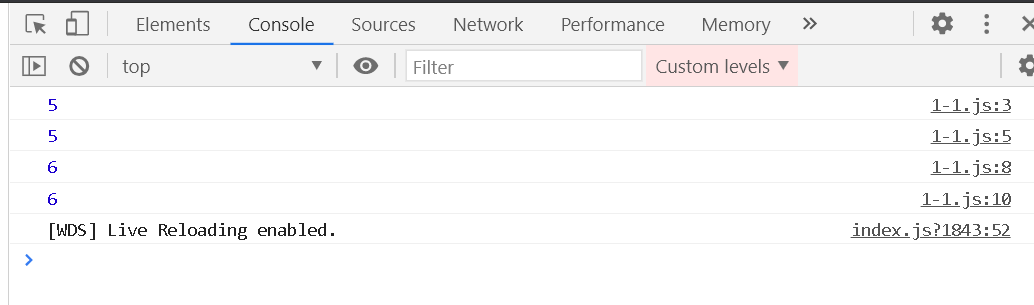 Elements Console Sources Network Performance Memory »
top ▼ Filter Custom levels ▼
5 1-1.js:3
5 1-1.js:5
6 1-1.js:8
6 1-1.js:10
[WDS] Live Reloading enabled. index.js?1843:52
>